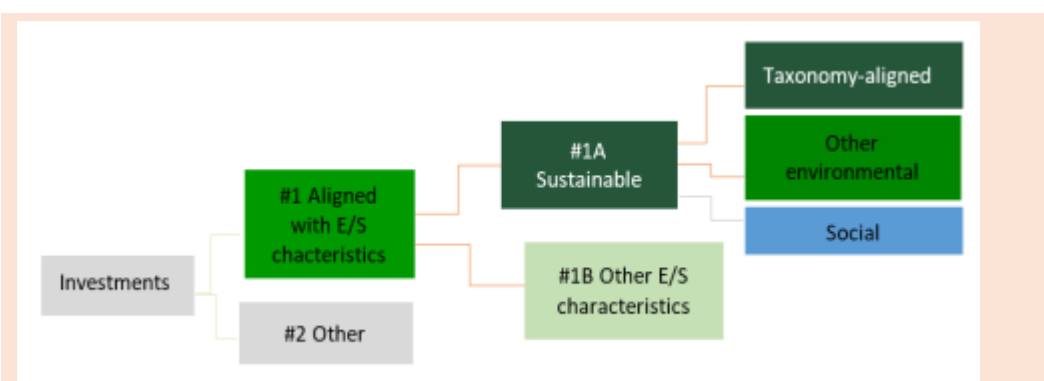 Investments
#1 Aligned
with E/S
chacteristics
#2 Other
#1A
Sustainable
#1B Other E/S
characteristics
Taxonomy-aligned
Other
environmental
Social